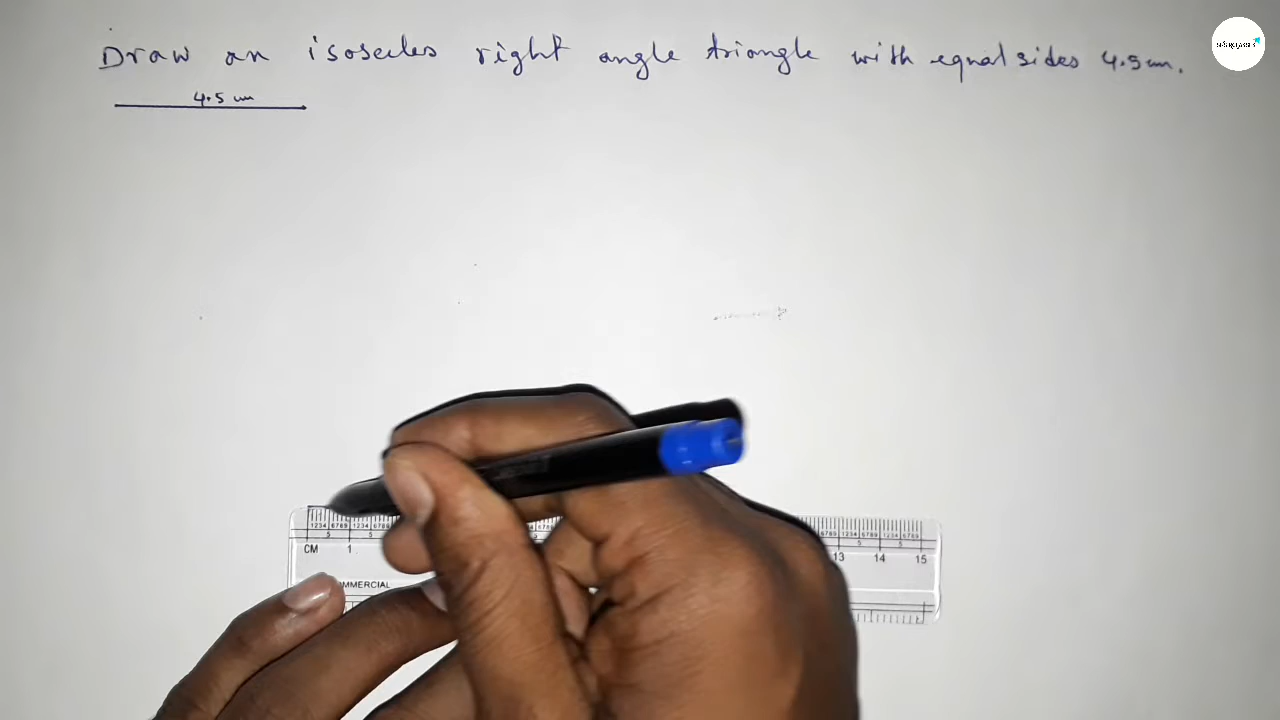 Draw an isosceles right angle triangle with equal sides 4.5 cm.
4.5 cm
CM 1 13 14 15
COMMERCIAL